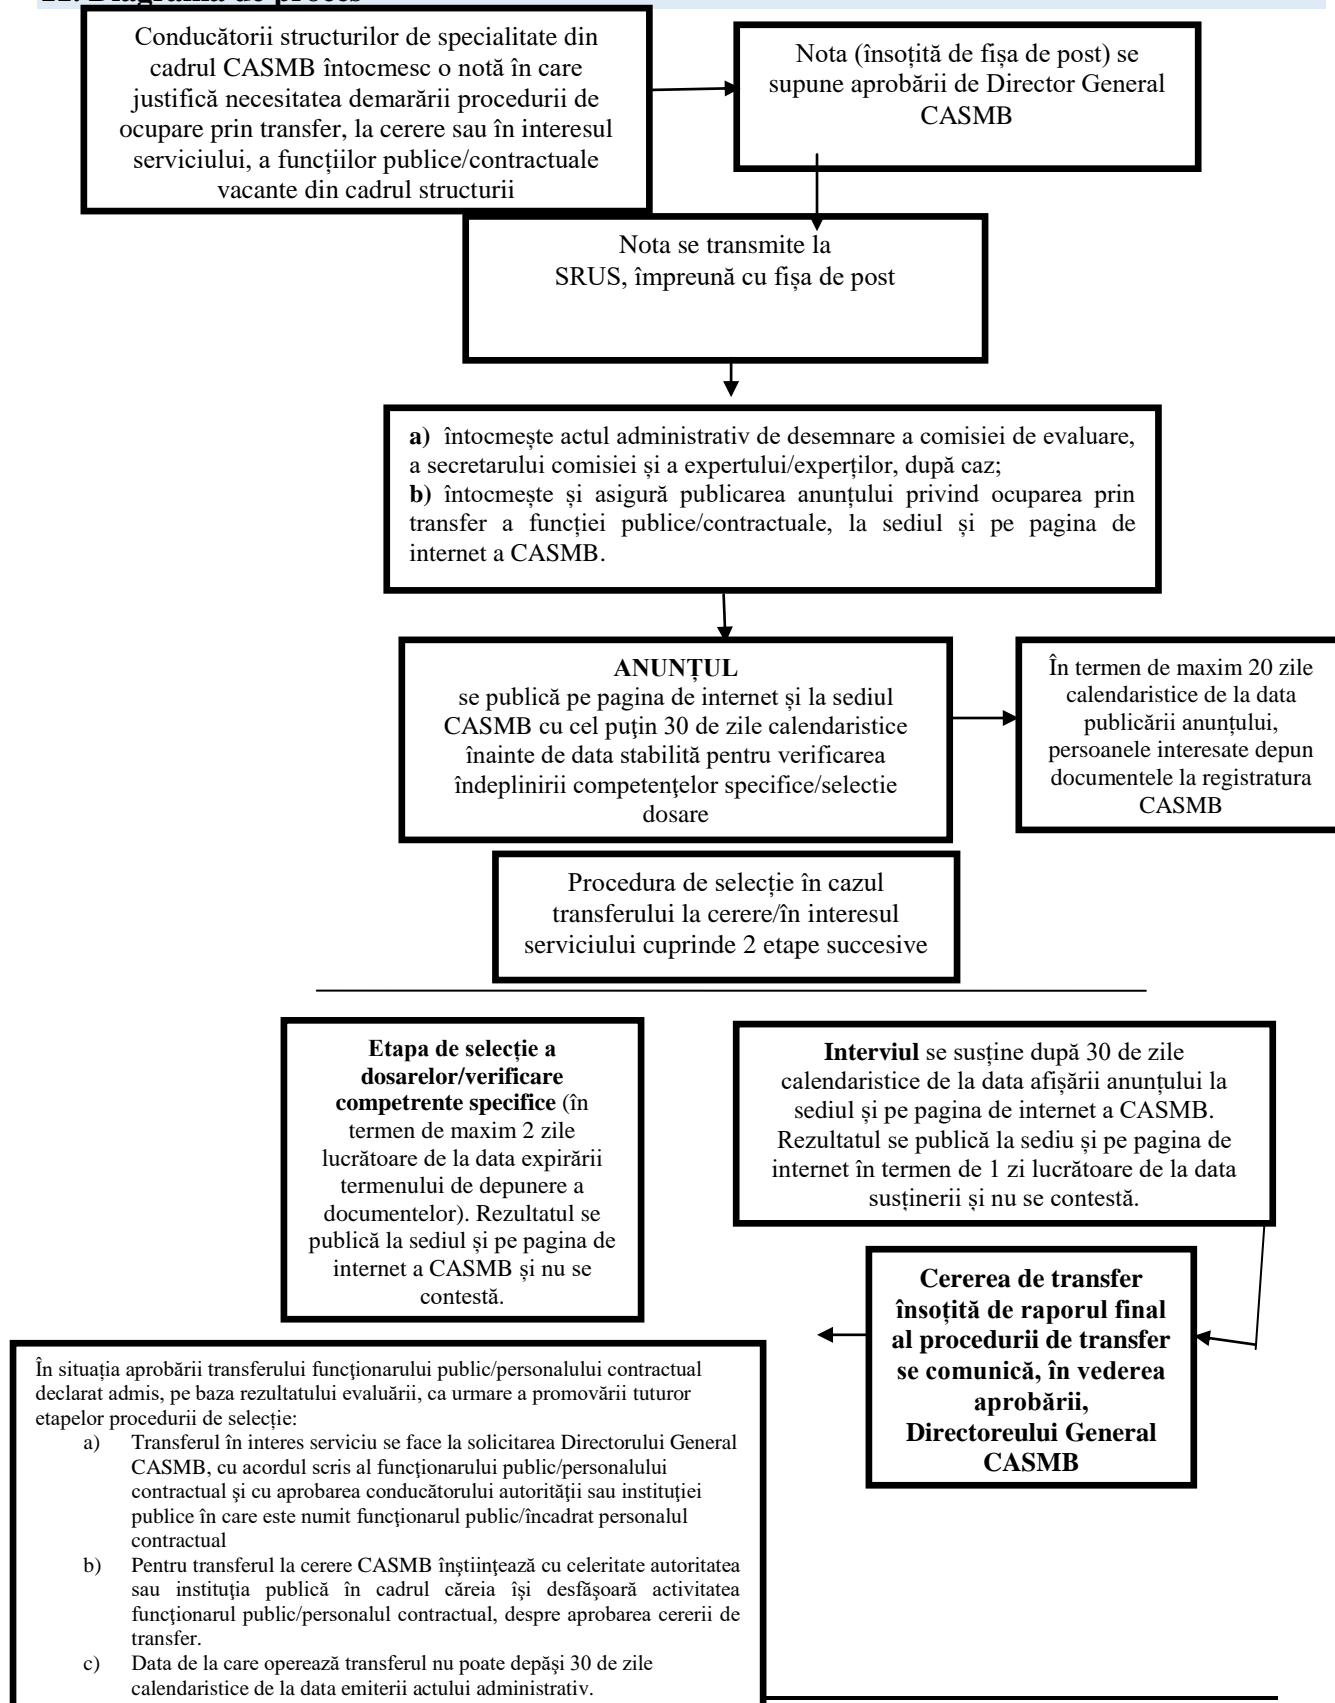 11. Diagrama de proces
Conducătorii structurilor de specialitate din
cadrul CASMB întocmesc o notă în care
justifică necesitatea demarării procedurii de
ocupare prin transfer, la cerere sau în interesul
serviciului, a funcțiilor publice/contractuale
vacante din cadrul structurii
Nota (însoțită de fișa de post) se
supune aprobării de Director General
CASMB
Nota se transmite la
SRUS, împreună cu fișa de post
a) întocmește actul administrativ de desemnare a comisiei de evaluare,
a secretarului comisiei și a expertului/experților, după caz;
b) întocmește și asigură publicarea anunțului privind ocuparea prin
transfer a funcției publice/contractuale, la sediul și pe pagina de
internet a CASMB.
ANUNȚUL
se publică pe pagina de internet și la sediul
CASMB cu cel puţin 30 de zile calendaristice
înainte de data stabilită pentru verificarea
îndeplinirii competenţelor specifice/selectie
dosare
În termen de maxim 20 zile
calendaristice de la data
publicării anunțului,
persoanele interesate depun
documentele la registratura
CASMB
Procedura de selecție în cazul
transferului la cerere/în interesul
serviciului cuprinde 2 etape succesive
Etapa de selecție a
dosarelor/verificare
competrente specifice (în
termen de maxim 2 zile
lucrătoare de la data expirării
termenului de depunere a
documentelor). Rezultatul se
publică la sediul și pe pagina de
internet a CASMB și nu se
contestă.
Interviul se susține după 30 de zile
calendaristice de la data afișării anunțului la
sediul și pe pagina de internet a CASMB.
Rezultatul se publică la sediu și pe pagina de
internet în termen de 1 zi lucrătoare de la data
susținerii și nu se contestă.
Cererea de transfer
însoțită de raporul final
al procedurii de transfer
se comunică, în vederea
aprobării,
Directoreului General
CASMB
În situația aprobării transferului funcţionarului public/personalului contractual
declarat admis, pe baza rezultatului evaluării, ca urmare a promovării tuturor
etapelor procedurii de selecție:
a) Transferul în interes serviciu se face la solicitarea Directorului General
CASMB, cu acordul scris al funcţionarului public/personalului
contractual şi cu aprobarea conducătorului autorităţii sau instituţiei
publice în care este numit funcţionarul public/încadrat personalul
contractual
b) Pentru transferul la cerere CASMB înştiinţează cu celeritate autoritatea
sau instituţia publică în cadrul căreia îşi desfăşoară activitatea
funcţionarul public/personalul contractual, despre aprobarea cererii de
transfer.
c) Data de la care operează transferul nu poate depăşi 30 de zile
calendaristice de la data emiterii actului administrativ.